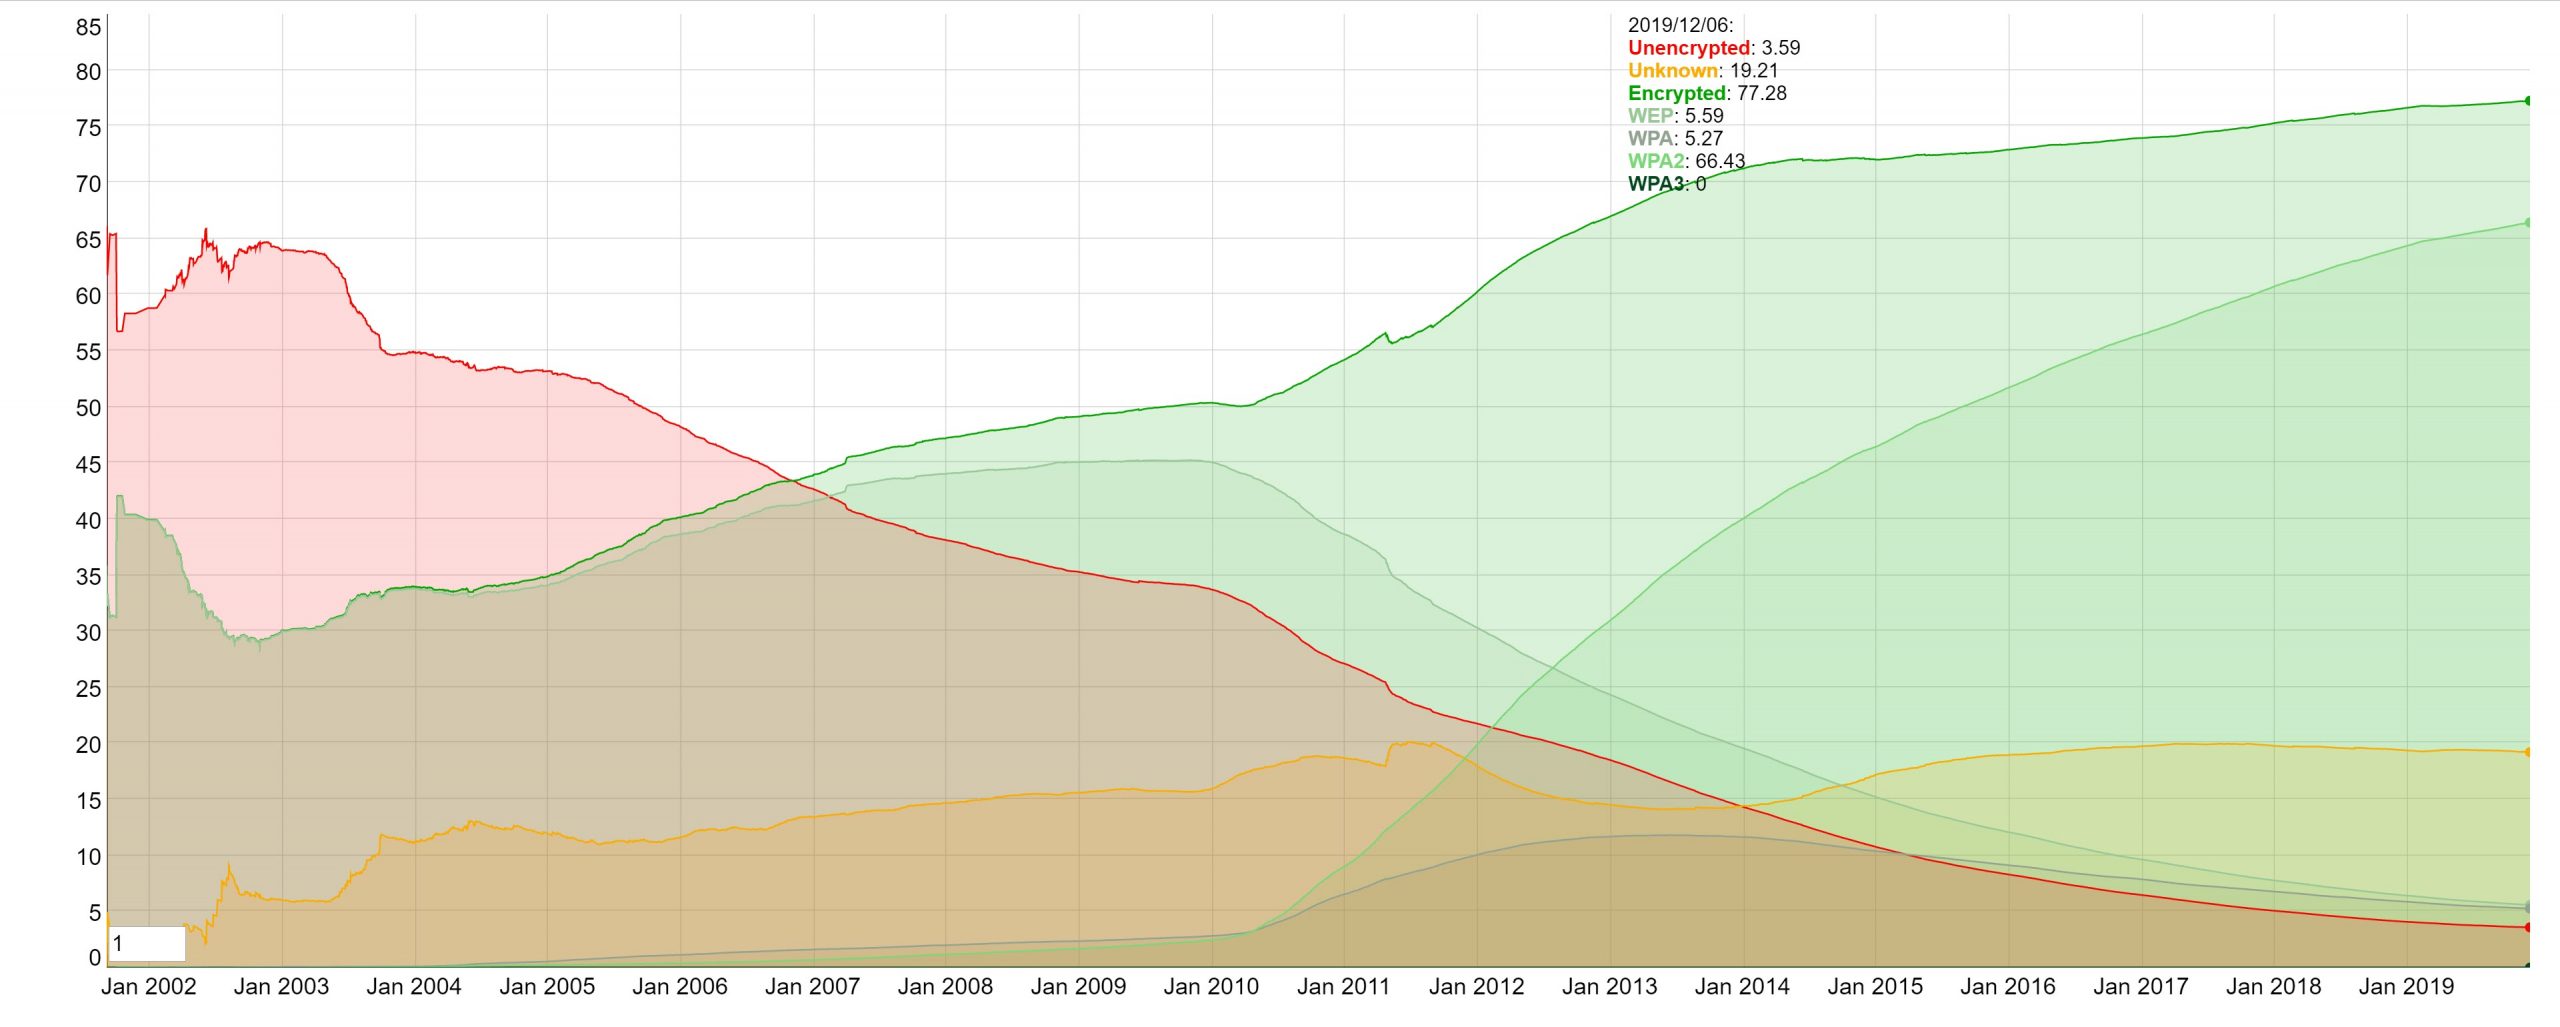 85
80
75
70
65
60
55
50
45
40
35
30
25
20
15
10
5
0
2019/12/06:
Unencrypted: 3.59
Unknown: 19.21
Encrypted: 77.28
WEP: 5.59
WPA: 5.27
WPA2: 66.43
WPA3: 0
1
Jan 2002 Jan 2003 Jan 2004 Jan 2005 Jan 2006 Jan 2007 Jan 2008 Jan 2009 Jan 2010 Jan 2011 Jan 2012 Jan 2013 Jan 2014 Jan 2015 Jan 2016 Jan 2017 Jan 2018 Jan 2019